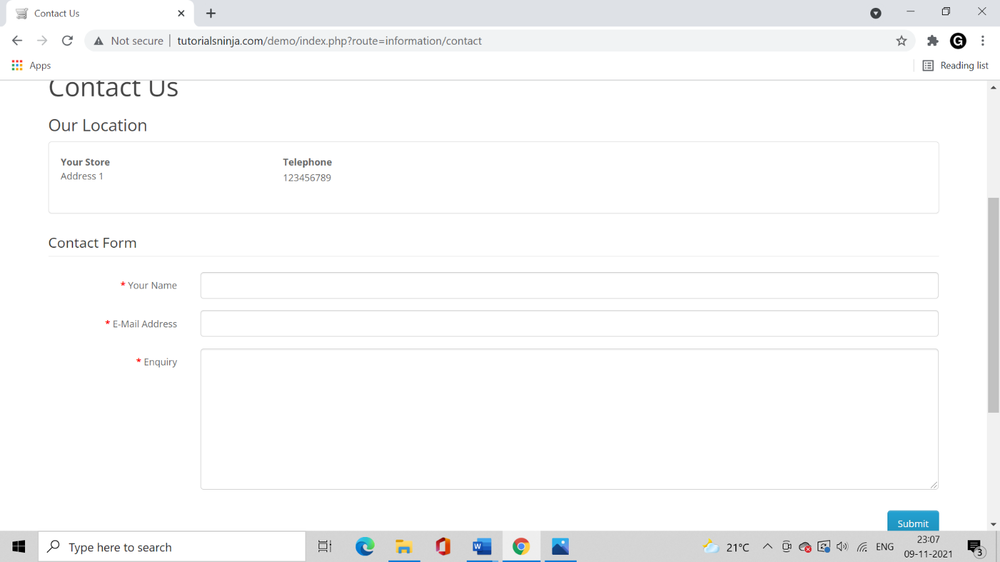 Contact Us
Not secure | tutorialsninja.com/demo/index.php?route=information/contact
G
Apps
Reading list
Contact Us
Our Location
Your Store Telephone
Address 1 123456789
Contact Form
* Your Name
* E-Mail Address
* Enquiry
Submit
Type here to search
W
21°C
ENG
23:07
09-11-2021
3